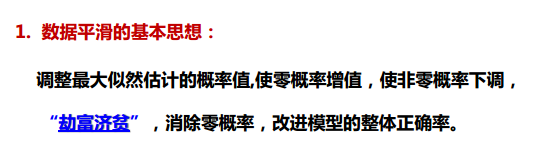 1. 数据平滑的基本思想：
调整最大似然估计的概率值,使零概率增值，使非零概率下调，
“劫富济贫”，消除零概率，改进模型的整体正确率。